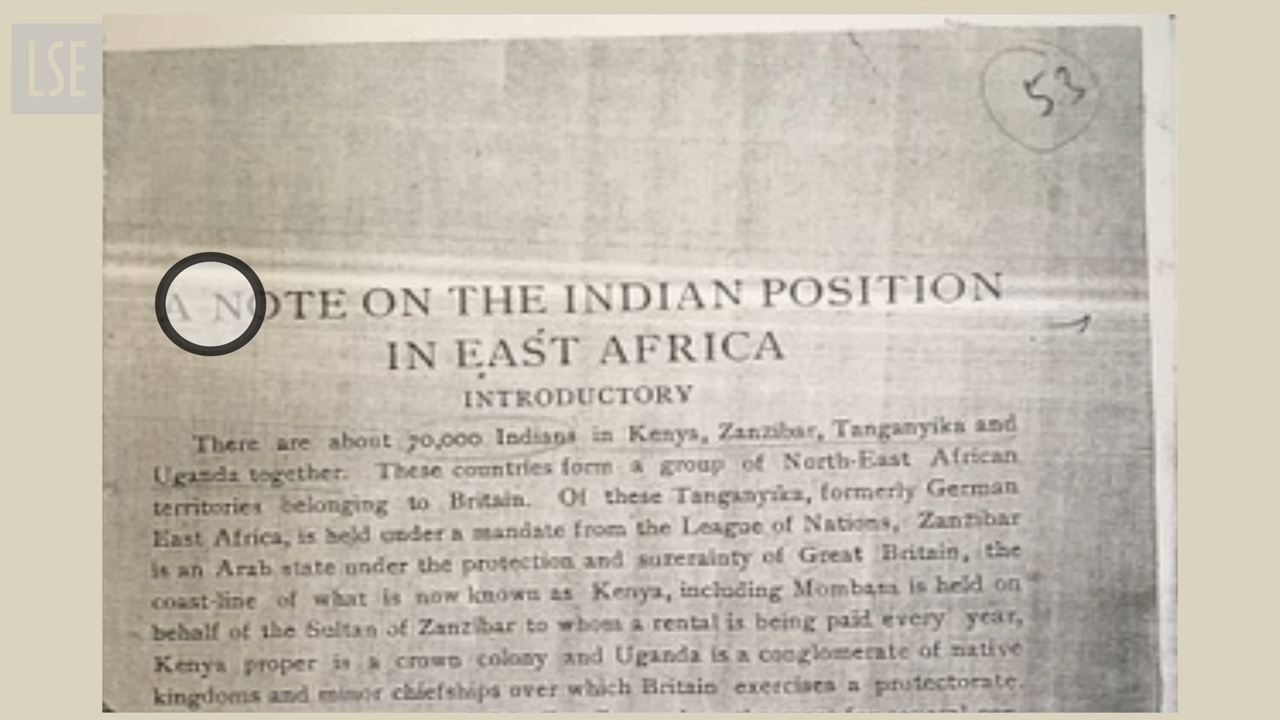 LSE
53
A NOTE ON THE INDIAN POSITION
IN EAST AFRICA
INTRODUCTORY
There are about 70,000 Indians in Kenya, Zanzibar, Tanganyika and
Uganda together. These countries form a group of North-East African
territories belonging to Britain. Of these Tanganyika, formerly German
East Africa, is held under a mandate from the League of Nations, Zanzibar
is an Arab state under the protection and suzerainty of Great Britain, the
coast-line of what is now known as Kenya, including Mombasa is held on
behalf of the Sultan of Zanzibar to whom a rental is being paid every year,
Kenya proper is a crown colony and Uganda is a conglomerate of native
kingdoms and minor chiefships over which Britain exercises a protectorate.